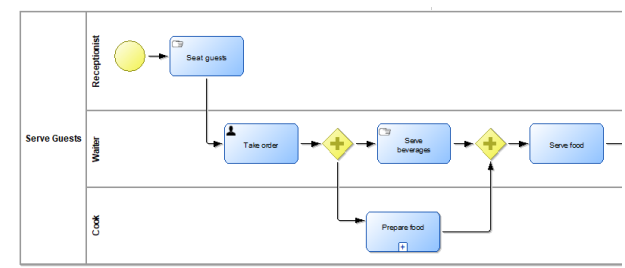 Serve Guests
Receptionist
Seat guests
Waiter
Take order
Serve
beverages
Serve food
Cook
Prepare food